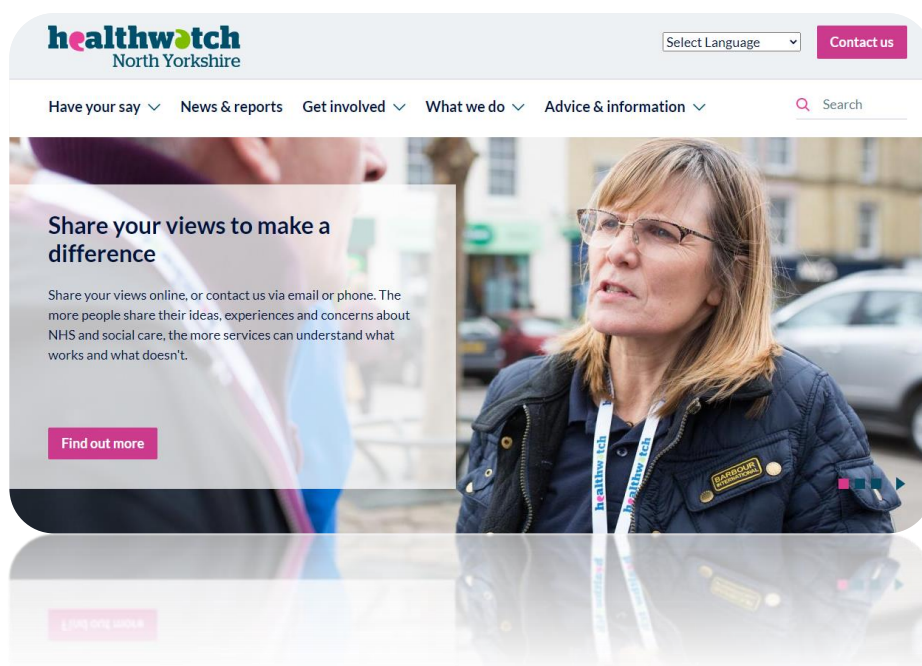 healthwatch
North Yorkshire
Select Language
Contact us
Have your say
News & reports
Get involved
What we do
Advice & information
Search
Share your views to make a
difference
Share your views online, or contact us via email or phone. The
more people share their ideas, experiences and concerns about
NHS and social care, the more services can understand what
works and what doesn't.
Find out more
healthwatch
healthwatch
BARBOUR
INTERNATIONAL